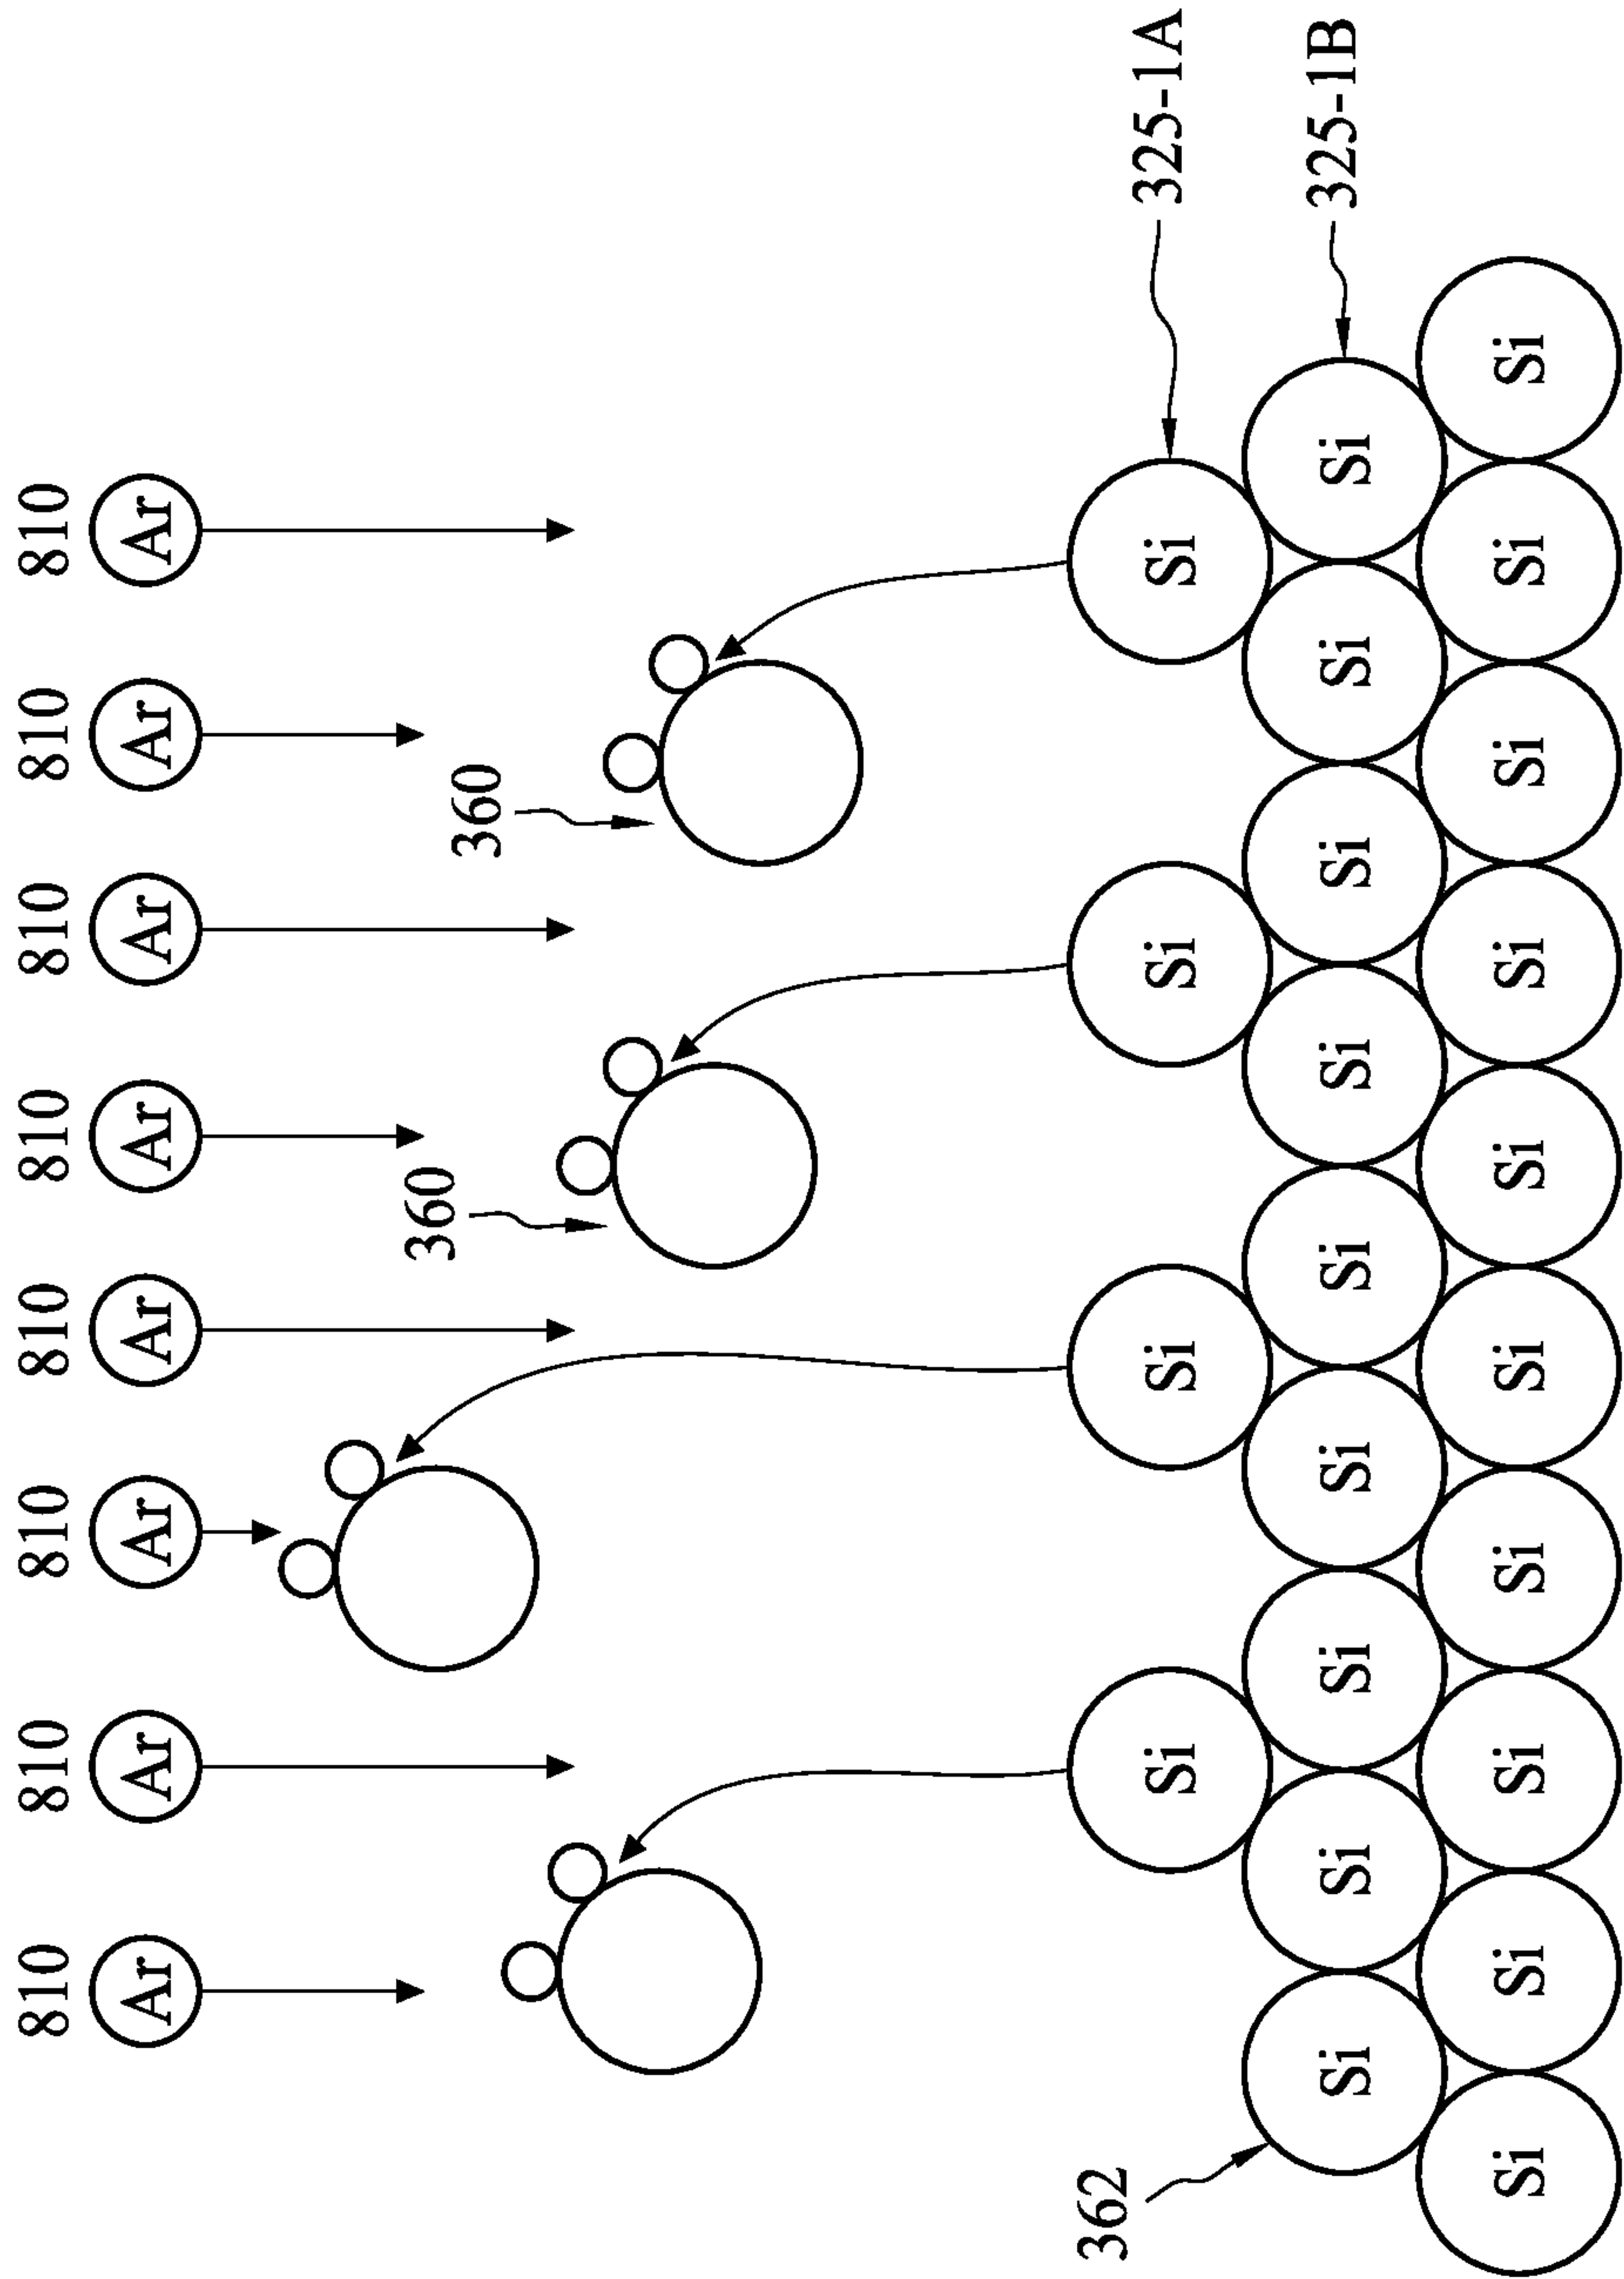 810 810 810 810 810 810 810 810
Ar Ar Ar Ar Ar Ar Ar Ar
360
360
362
Si Si Si Si 325-1A
Si Si Si Si Si Si Si Si Si 325-1B
Si Si Si Si Si Si Si Si Si Si